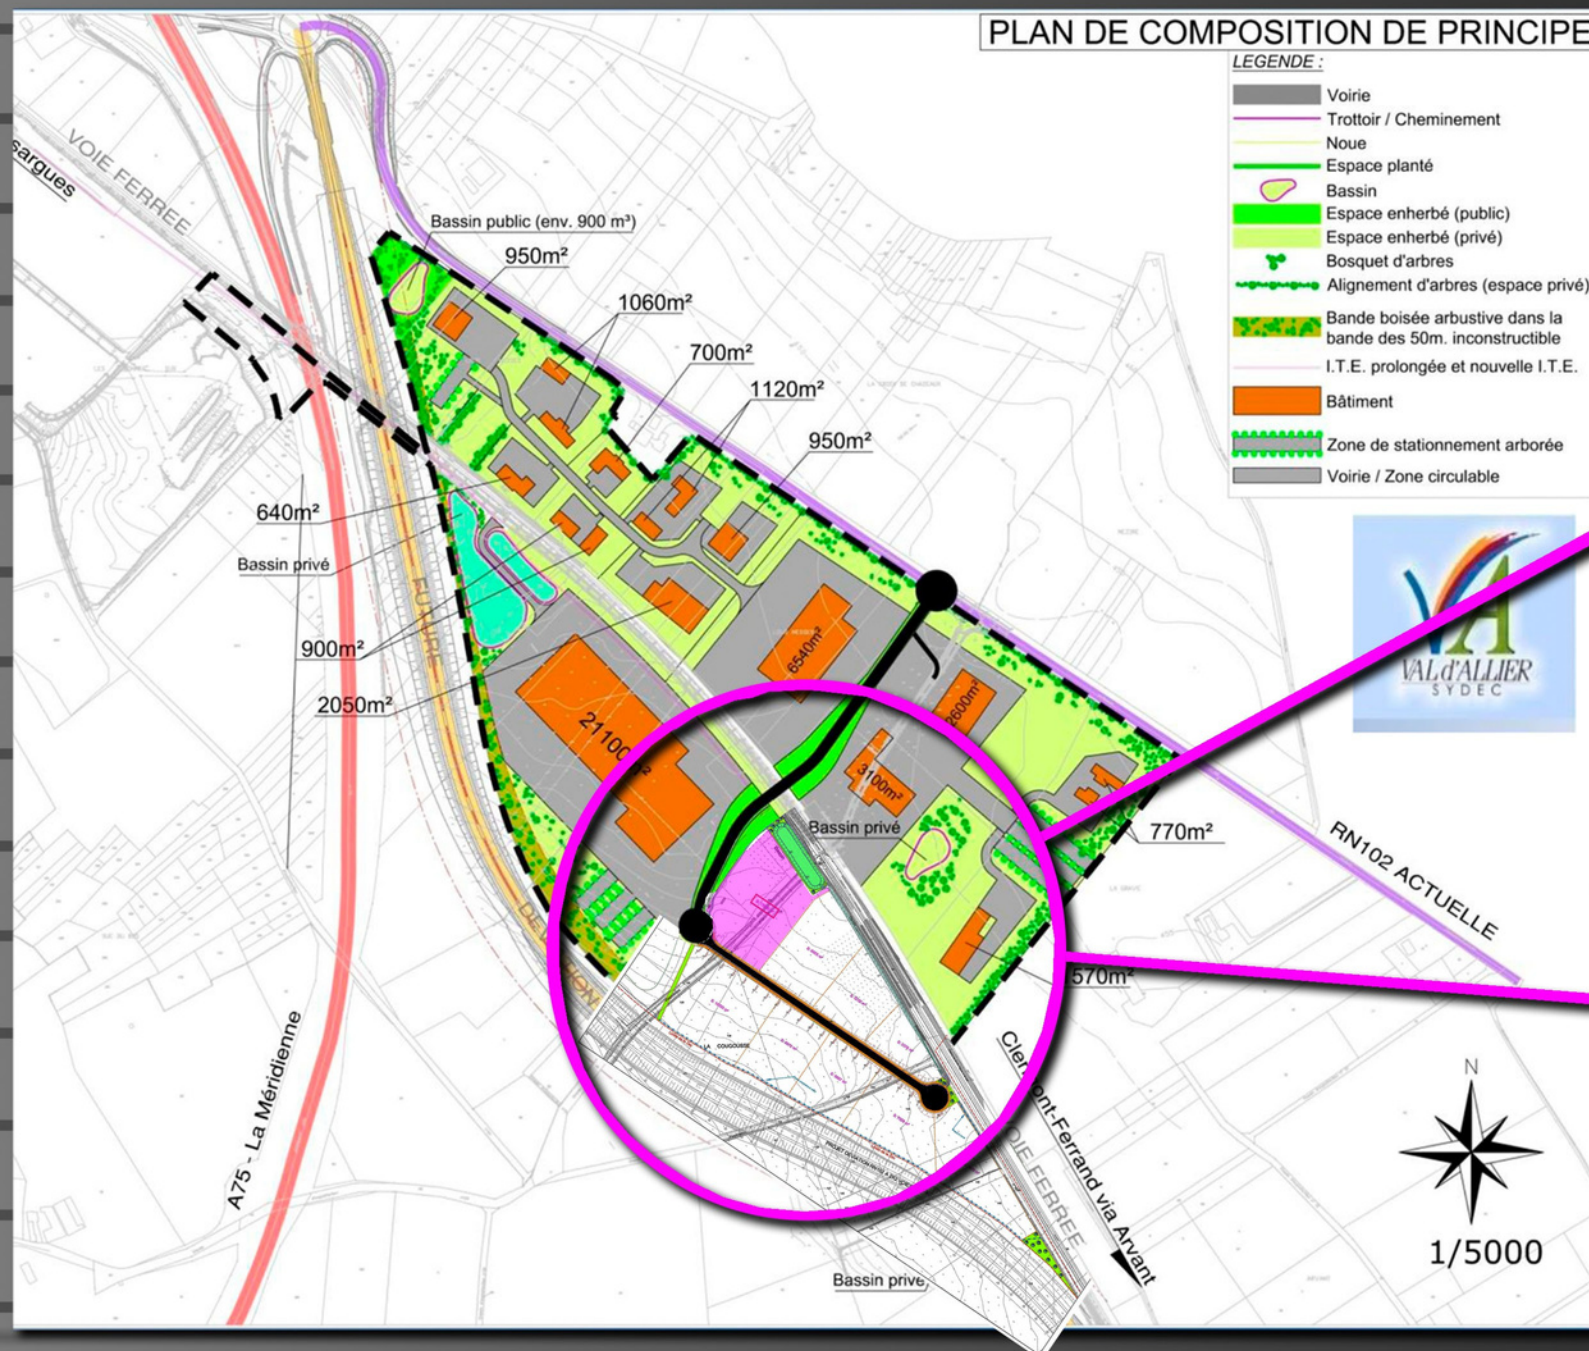 PLAN DE COMPOSITION DE PRINCIPE
LEGENDE :
Voirie
Trottoir / Cheminement
Noue
Espace planté
Bassin
Espace enherbé (public)
Espace enherbé (privé)
Bosquet d'arbres
Alignement d'arbres (espace privé)
Bande boisée arbustive dans la
bande des 50m. inconstructible
I.T.E. prolongée et nouvelle I.T.E.
Bâtiment
Zone de stationnement arborée
Voirie / Zone circulable
sargues
VOIE FERREE
Bassin public (env. 900 m³)
950m²
1060m²
700m²
1120m²
950m²
640m²
Bassin privé
900m²
2050m²
FUTURE
6540m²
21100m²
2600m²
3100m²
Bassin privé
770m²
570m²
RN102 ACTUELLE
VAL d'ALLIER
SYDEC
LA COUGOUSSE
A75 - La Méridienne
Clermont-Ferrand via Arvant
VOIE FERREE
Bassin privé
N
1/5000